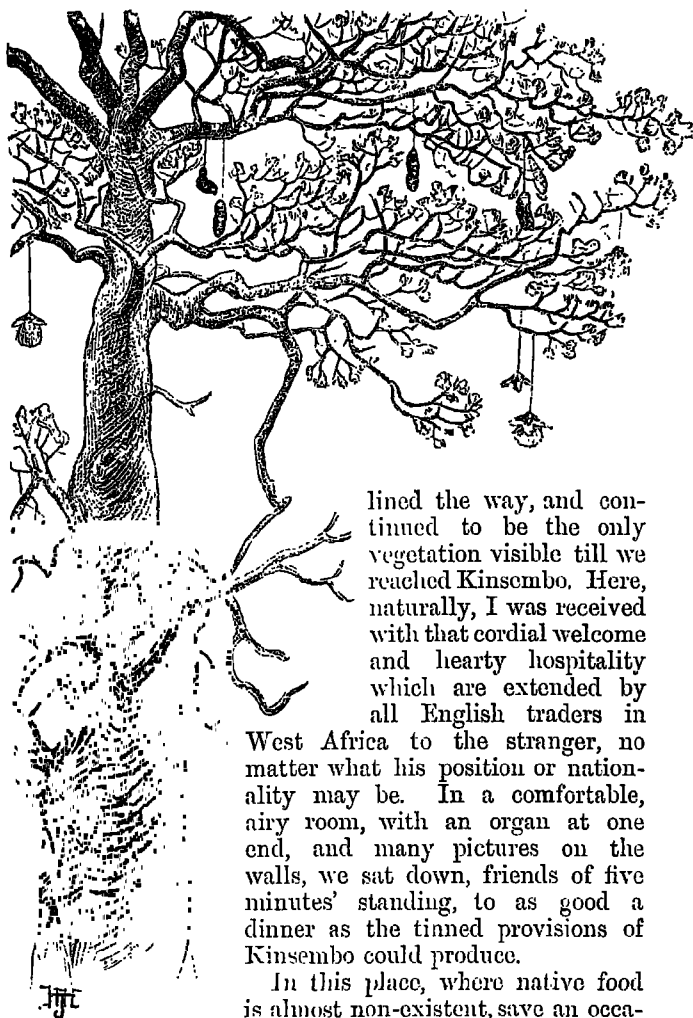 lined the way, and con-
tinued to be the only
vegetation visible till we
reached Kinsembo. Here,
naturally, I was received
with that cordial welcome
and hearty hospitality
which are extended by
all English traders in
West Africa to the stranger, no
matter what his position or nation-
ality may be. In a comfortable,
airy room, with an organ at one
end, and many pictures on the
walls, we sat down, friends of five
minutes' standing, to as good a
dinner as the tinned provisions of
Kinsembo could produce.
In this place, where native food
is almost non-existent, save an occa-